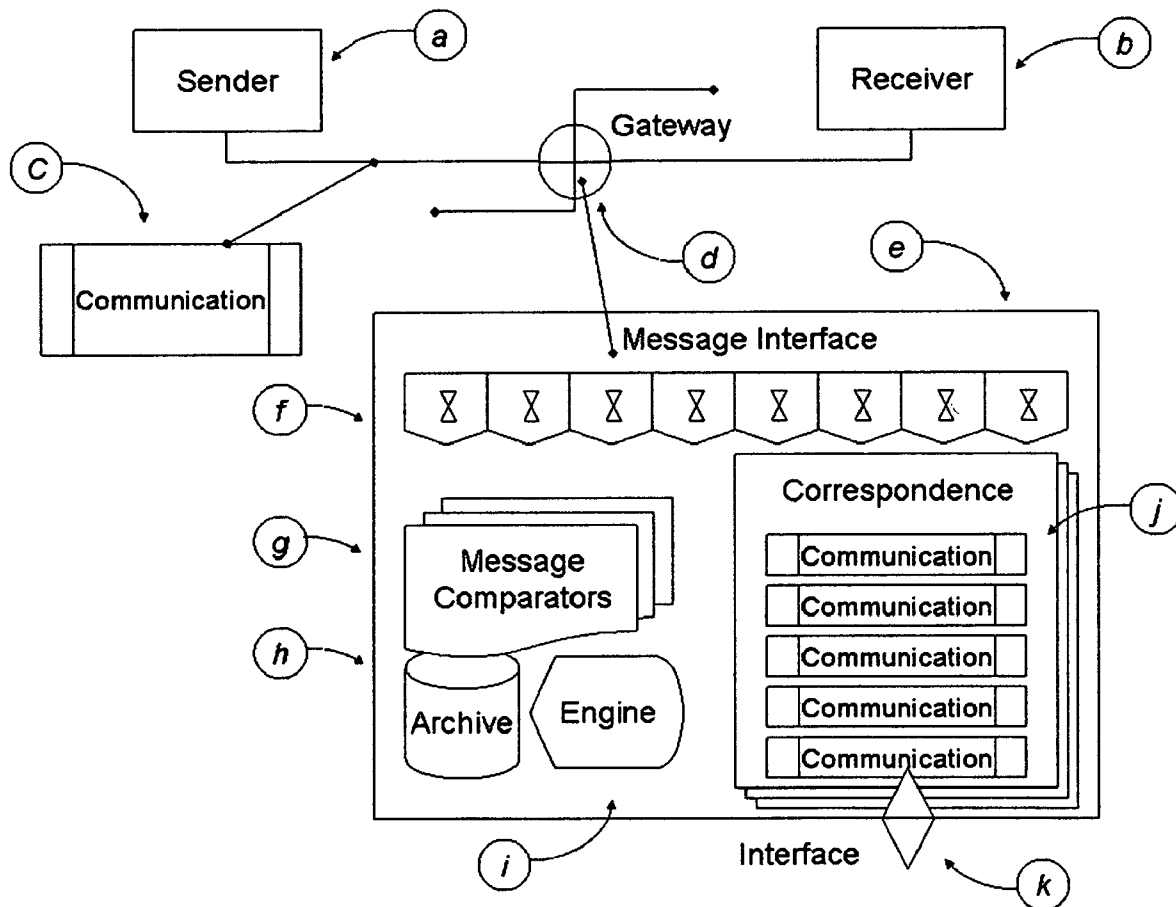 a
Sender
b
Receiver
Gateway
C
d
Communication
e
Message Interface
f
Correspondence
j
g
Message
Comparators
Communication
Communication
Communication
Communication
Communication
h
Archive
Engine
i
Interface
k